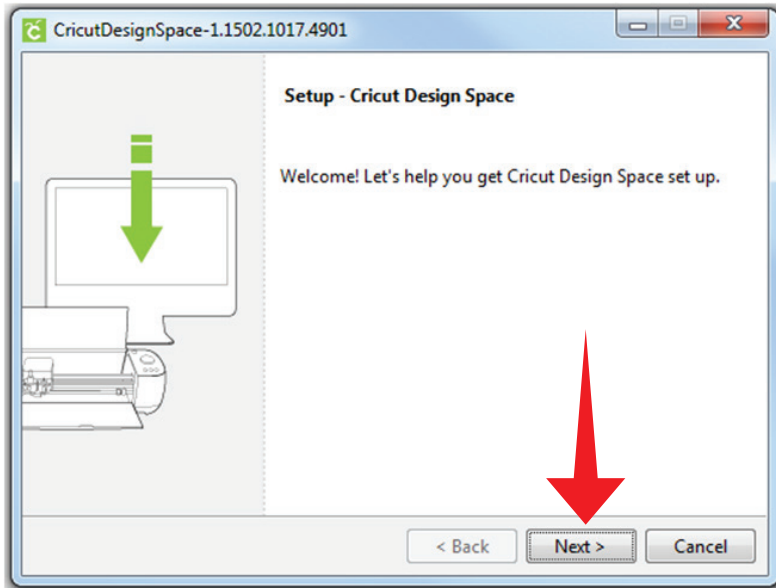 CricutDesignSpace-1.1502.1017.4901
Setup - Cricut Design Space
Welcome! Let's help you get Cricut Design Space set up.
< Back Next > Cancel